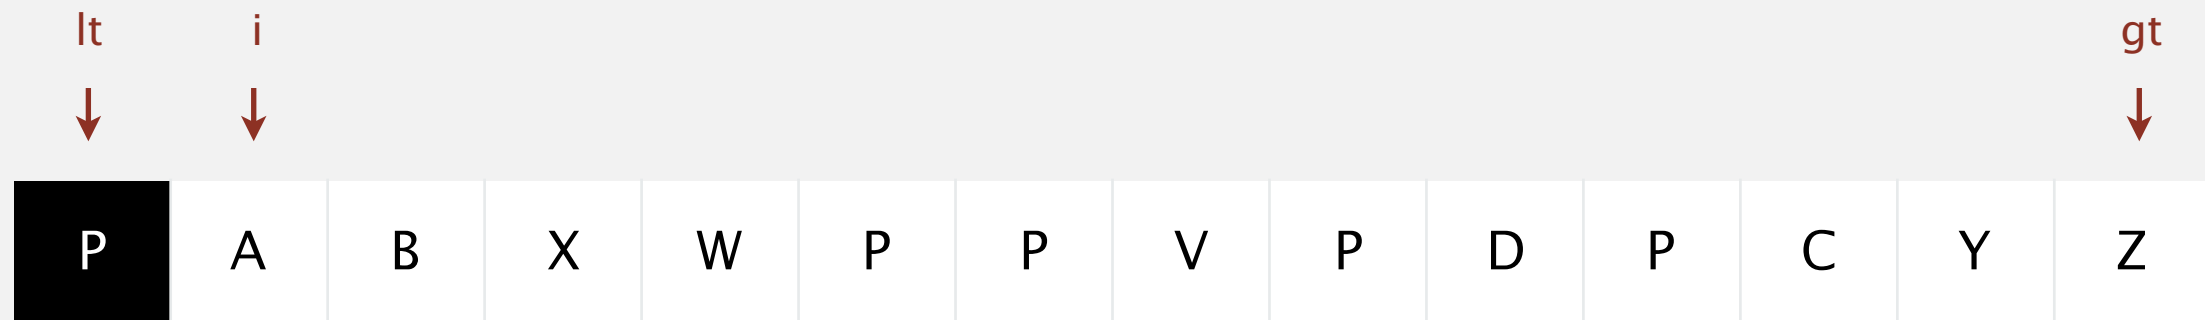 lt i gt
P A B X W P P V P D P C Y Z